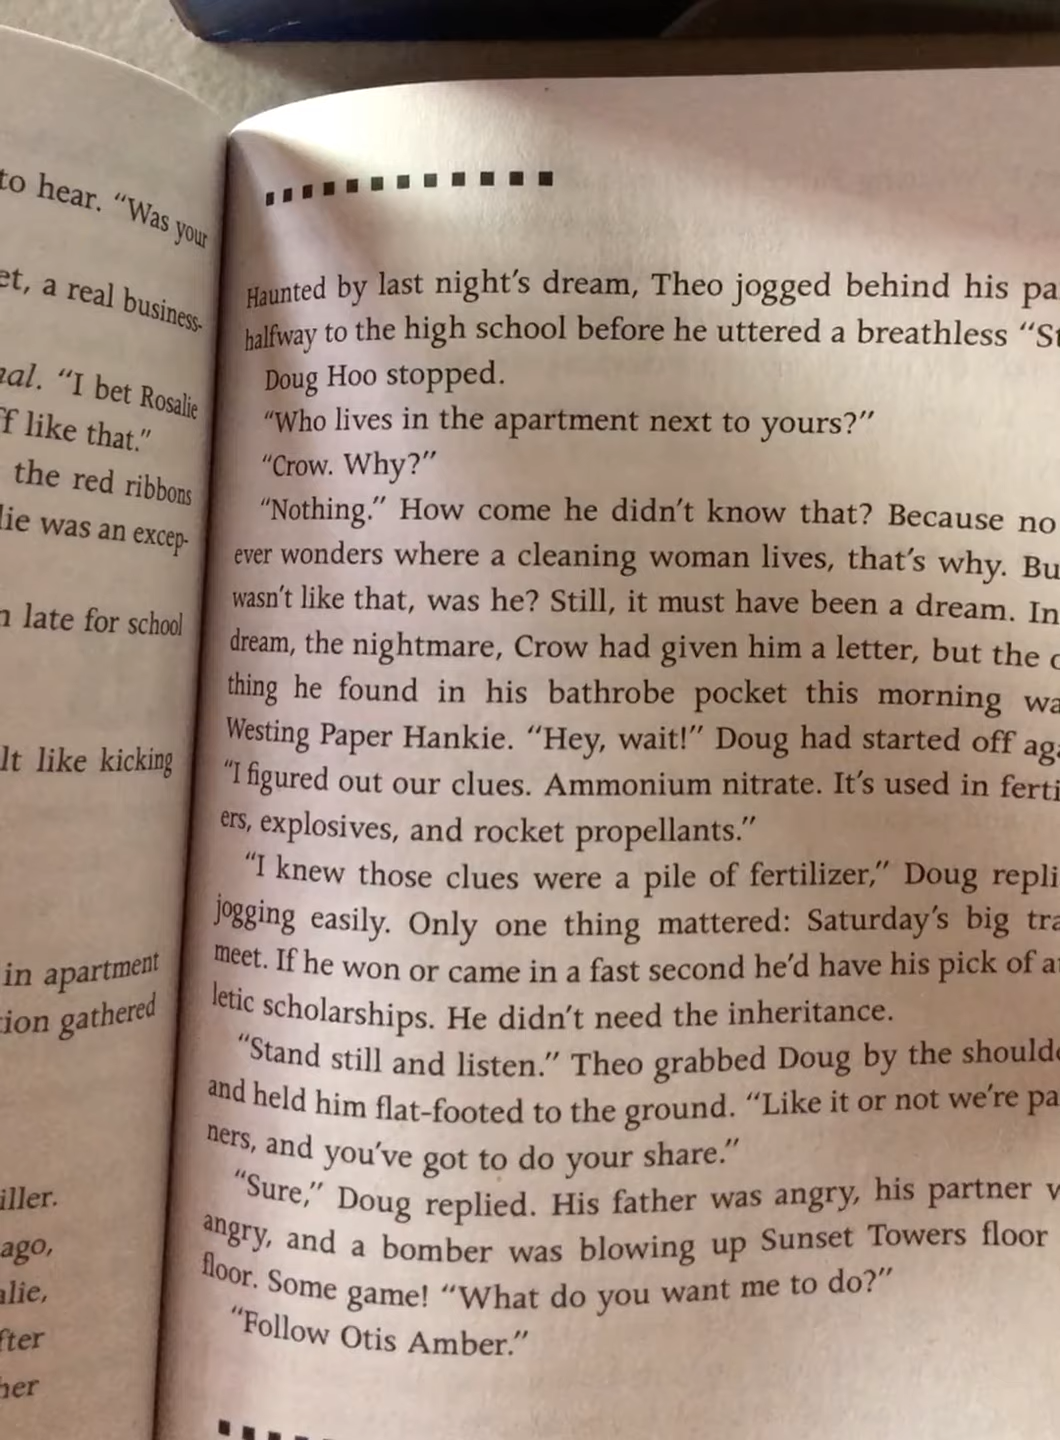 to hear. “Was your
et, a real business-
nal. “I bet Rosalie
ff like that.”
the red ribbons
lie was an excep-
n late for school
lt like kicking
in apartment
tion gathered
iller.
ago,
alie,
fter
her
Haunted by last night’s dream, Theo jogged behind his pa
halfway to the high school before he uttered a breathless “St
Doug Hoo stopped.
“Who lives in the apartment next to yours?”
“Crow. Why?”
“Nothing.” How come he didn’t know that? Because no
ever wonders where a cleaning woman lives, that’s why. Bu
wasn’t like that, was he? Still, it must have been a dream. In
dream, the nightmare, Crow had given him a letter, but the o
thing he found in his bathrobe pocket this morning wa
Westing Paper Hankie. “Hey, wait!” Doug had started off aga
“I figured out our clues. Ammonium nitrate. It’s used in ferti
ers, explosives, and rocket propellants.”
“I knew those clues were a pile of fertilizer,” Doug repli
jogging easily. Only one thing mattered: Saturday’s big tra
meet. If he won or came in a fast second he’d have his pick of at
letic scholarships. He didn’t need the inheritance.
“Stand still and listen.” Theo grabbed Doug by the shoulde
and held him flat-footed to the ground. “Like it or not we’re pa
ners, and you’ve got to do your share.”
“Sure,” Doug replied. His father was angry, his partner w
angry, and a bomber was blowing up Sunset Towers floor
floor. Some game! “What do you want me to do?”
“Follow Otis Amber.”